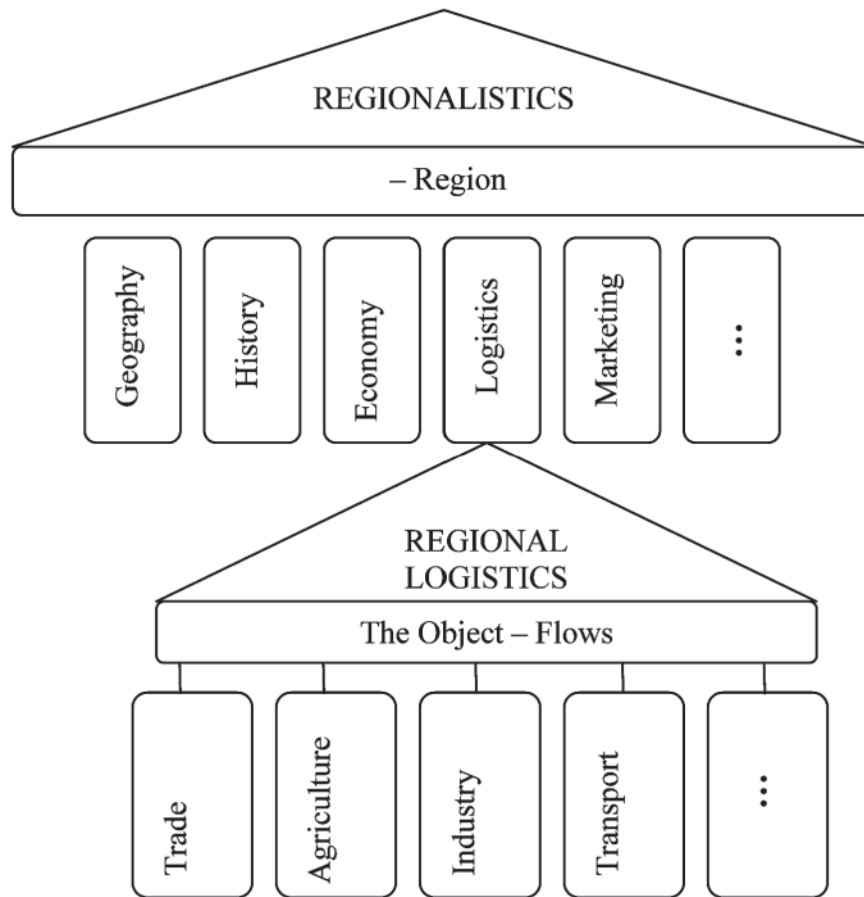 REGIONALISTICS
– Region
Geography
History
Economy
Logistics
Marketing
...
REGIONAL
LOGISTICS
The Object – Flows
Trade
Agriculture
Industry
Transport
...